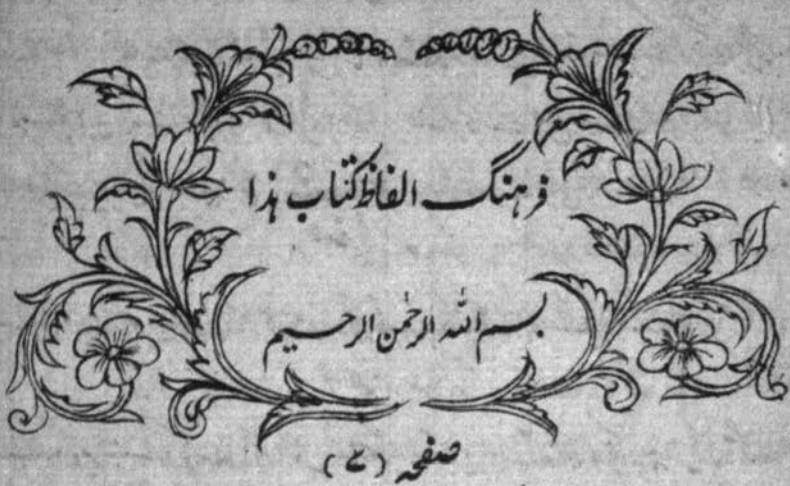 فرہنگ الفاظ کتاب ہذا
بسم اللہ الرحمٰن الرحیم
صفحہ (۷)